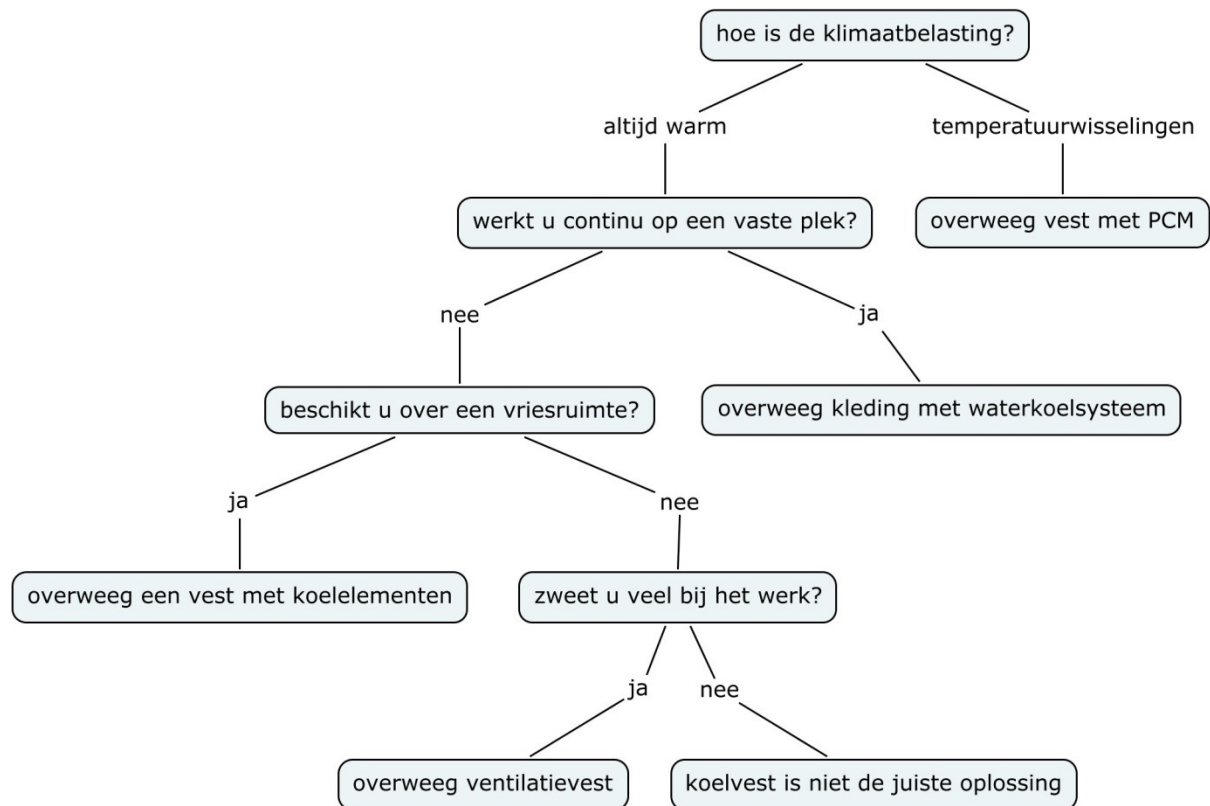 hoe is de klimaatbelasting?
altijd warm
temperatuurwisselingen
werkt u continu op een vaste plek?
overweeg vest met PCM
nee
ja
beschikt u over een vriesruimte?
overweeg kleding met waterkoelsysteem
ja
nee
overweeg een vest met koelelementen
zweet u veel bij het werk?
ja
nee
overweeg ventilatievest
koelvest is niet de juiste oplossing